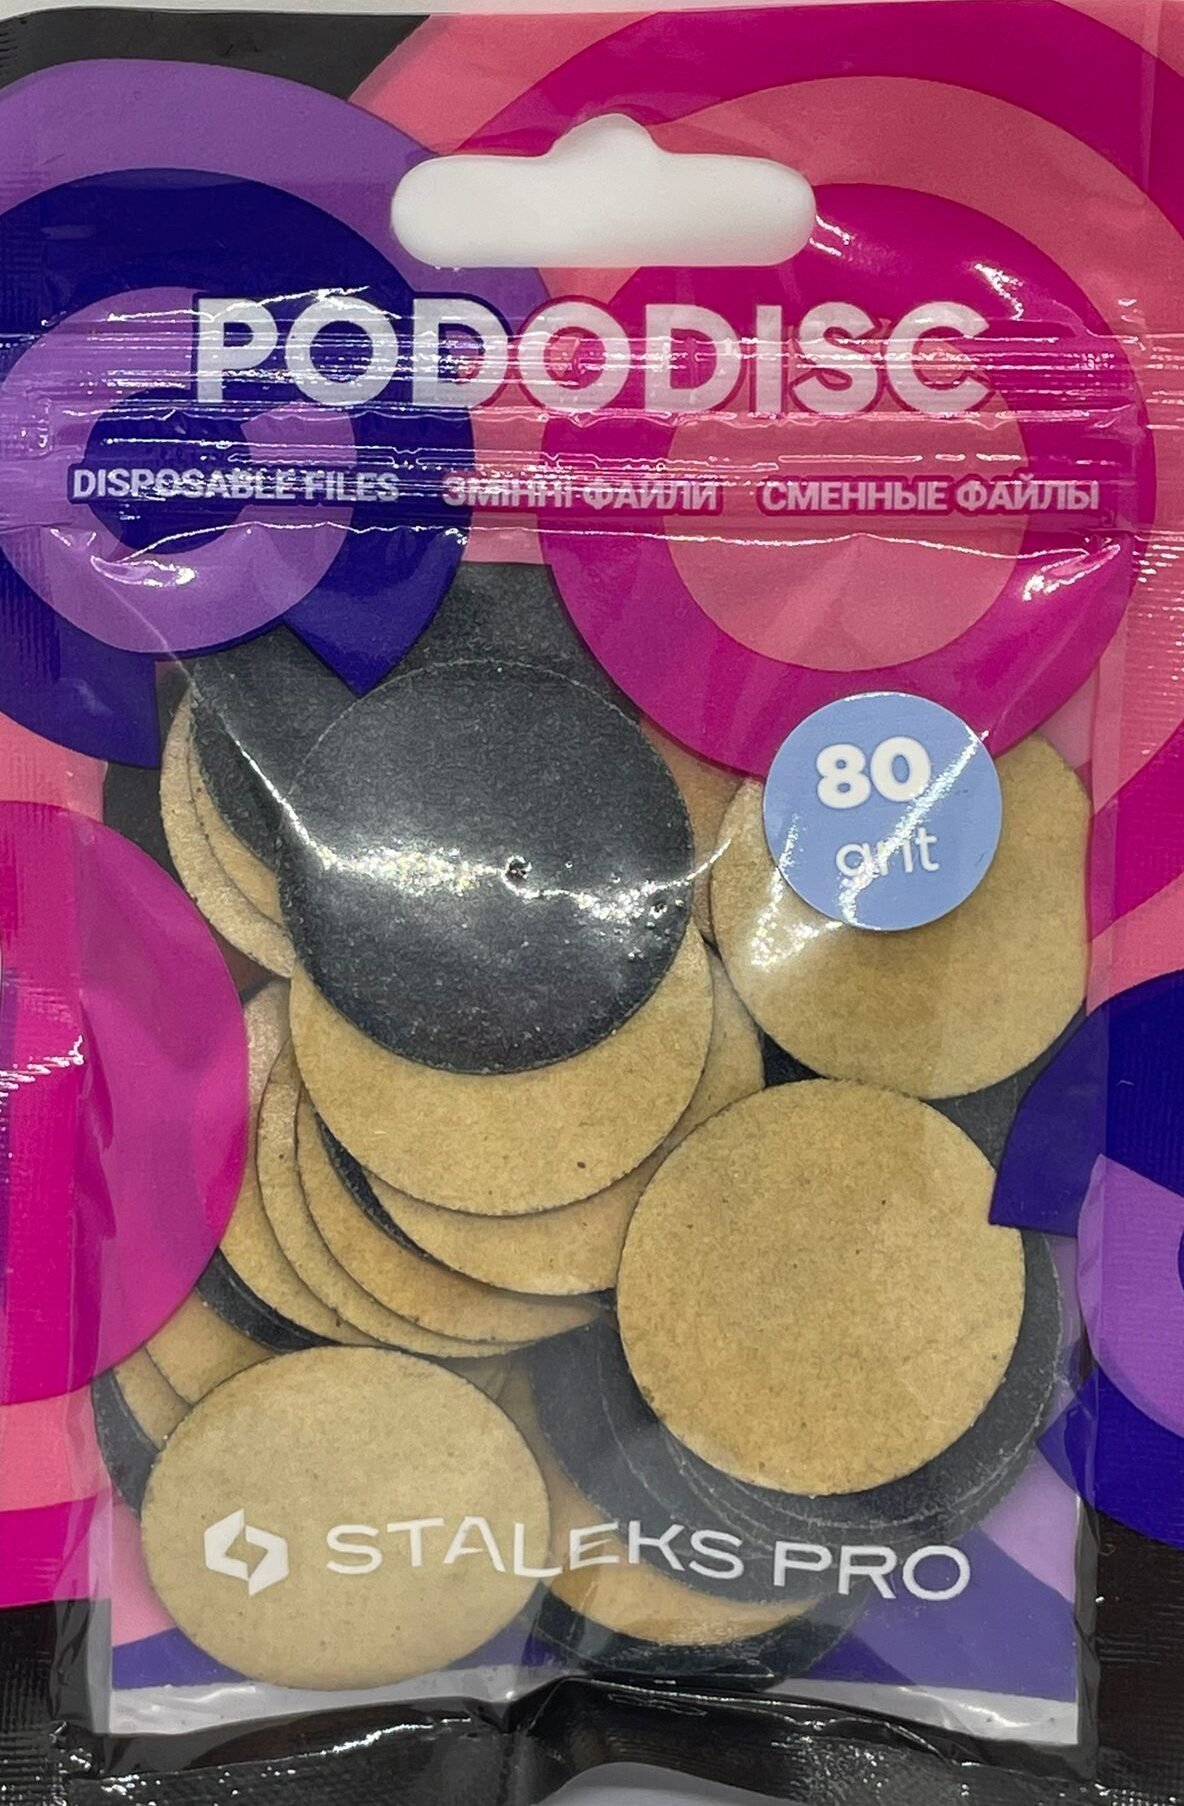 PODODISC
DISPOSABLE FILES ЗМІННІ ФАЙЛИ СМЕННЫЕ ФАЙЛЫ
80
grit
STALEKS PRO